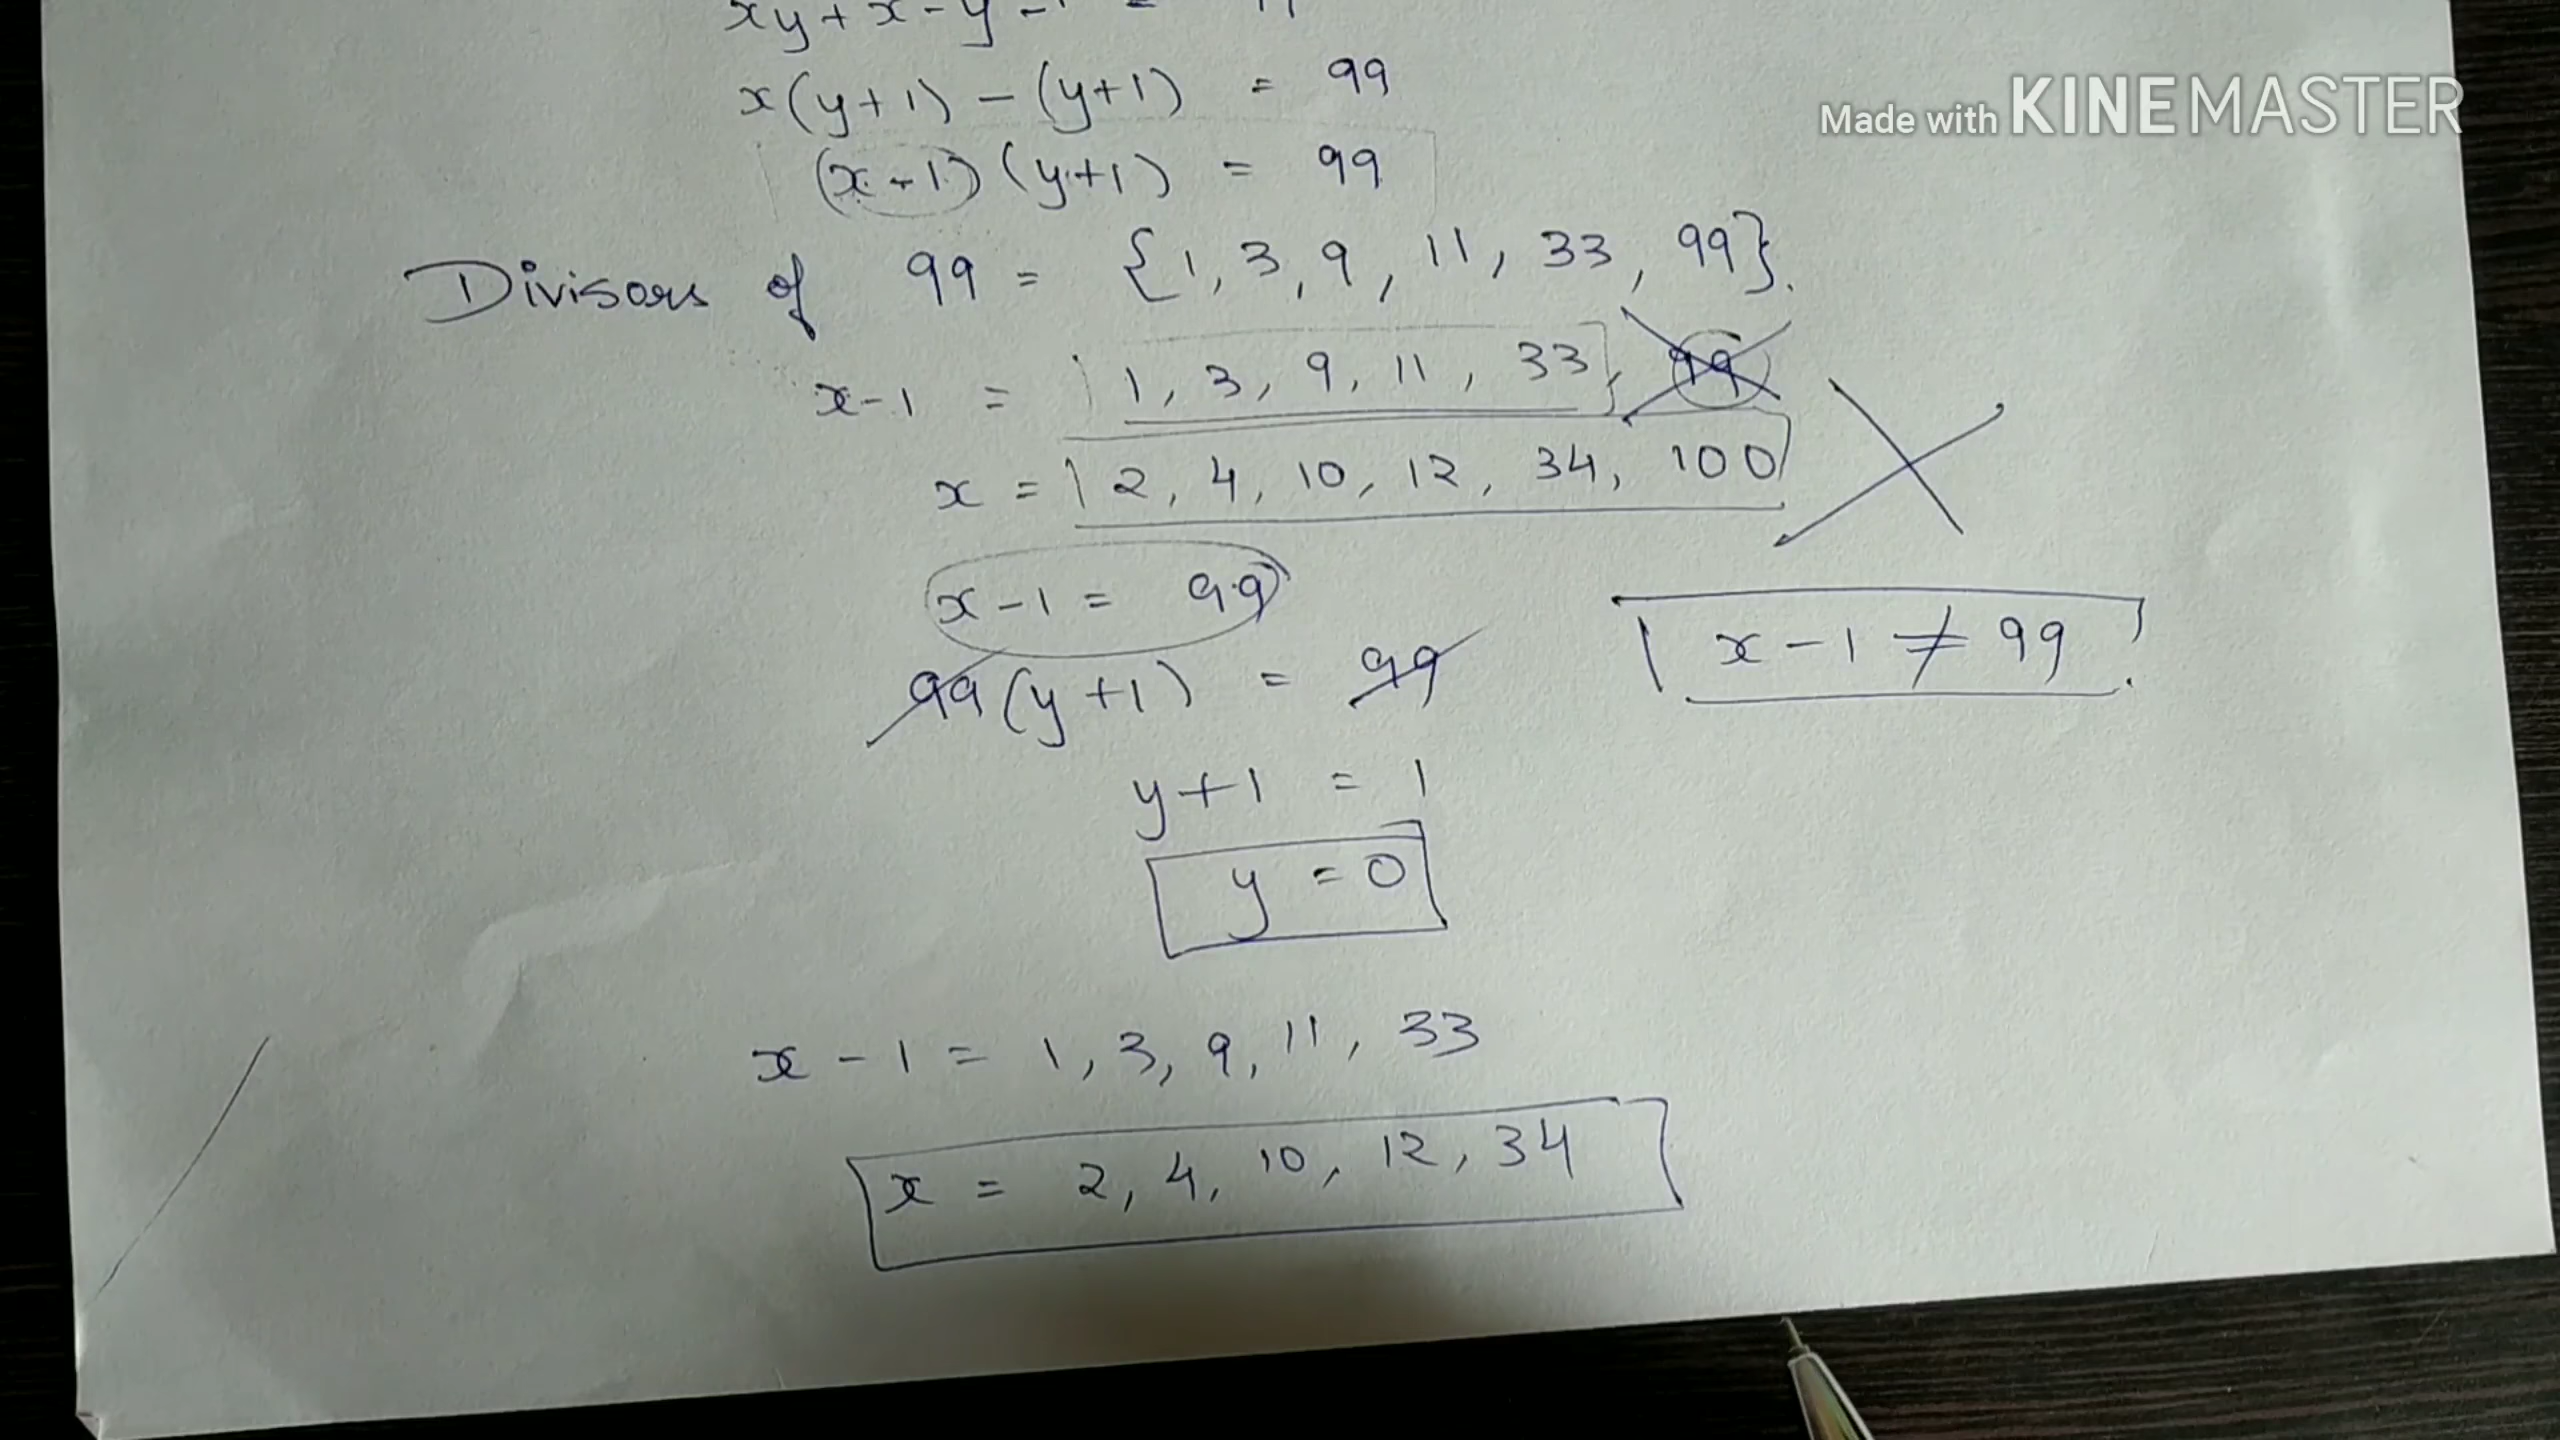 xy + x - y - 1 =
x(y+1) - (y+1) = 99
Made with KINEMASTER
(x-1)(y+1) = 99
Divisors of 99 = {1, 3, 9, 11, 33, 99}.
x-1 = 1, 3, 9, 11, 33, 99
x = 2, 4, 10, 12, 34, 100
x-1 = 99
x-1 ≠ 99
99(y+1) = 99
y+1 = 1
y = 0
x-1 = 1, 3, 9, 11, 33
x = 2, 4, 10, 12, 34